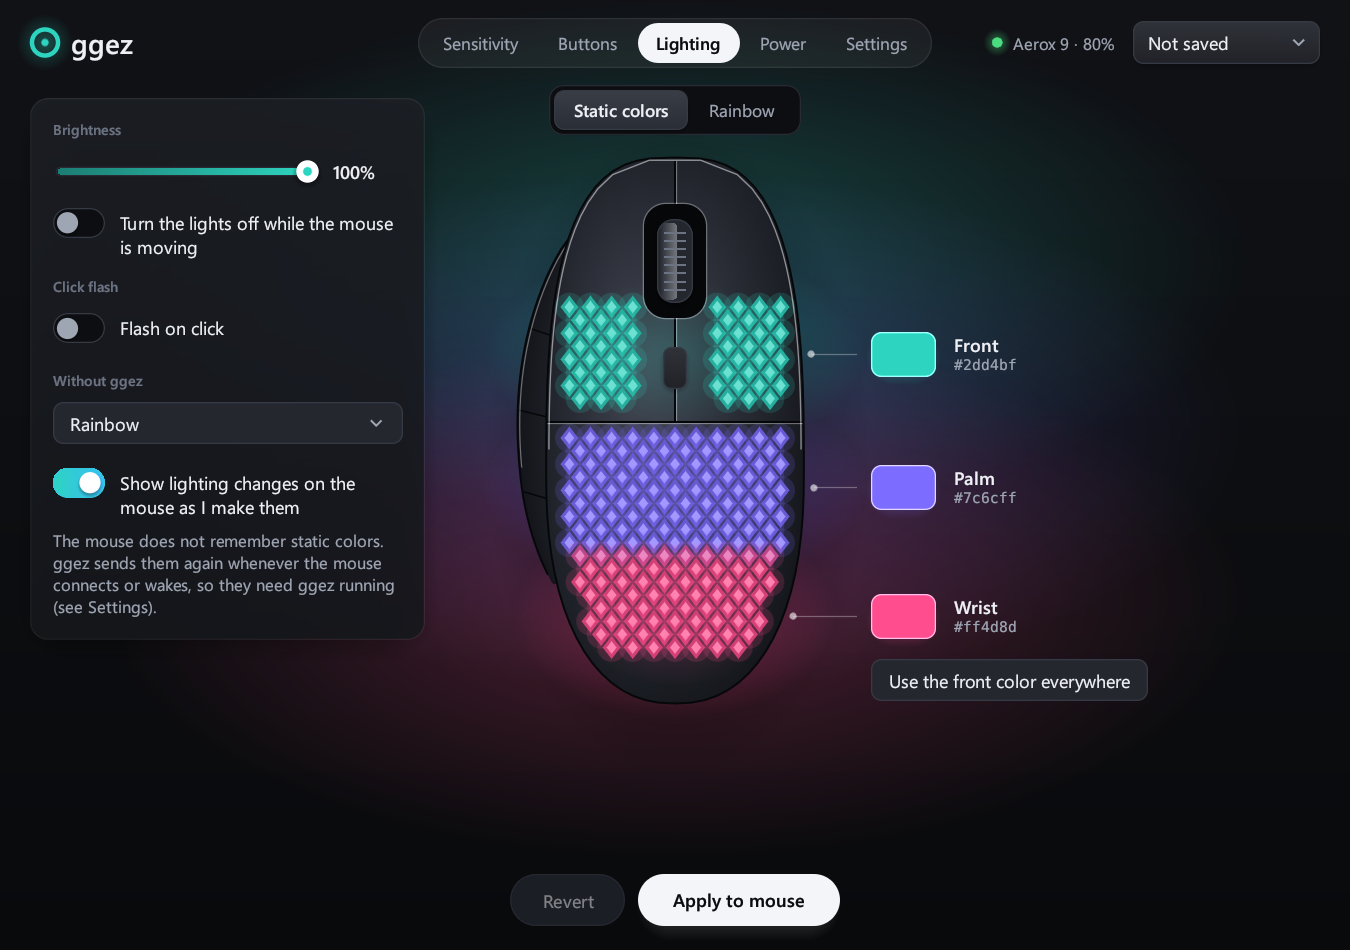 ggez
Sensitivity
Buttons
Lighting
Power
Settings
Aerox 9 · 80%
Not saved
Static colors
Rainbow
Brightness
100%
Turn the lights off while the mouse
is moving
Click flash
Flash on click
Without ggez
Rainbow
Show lighting changes on the
mouse as I make them
The mouse does not remember static colors.
ggez sends them again whenever the mouse
connects or wakes, so they need ggez running
(see Settings).
Front
#2dd4bf
Palm
#7c6cff
Wrist
#ff4d8d
Use the front color everywhere
Revert
Apply to mouse